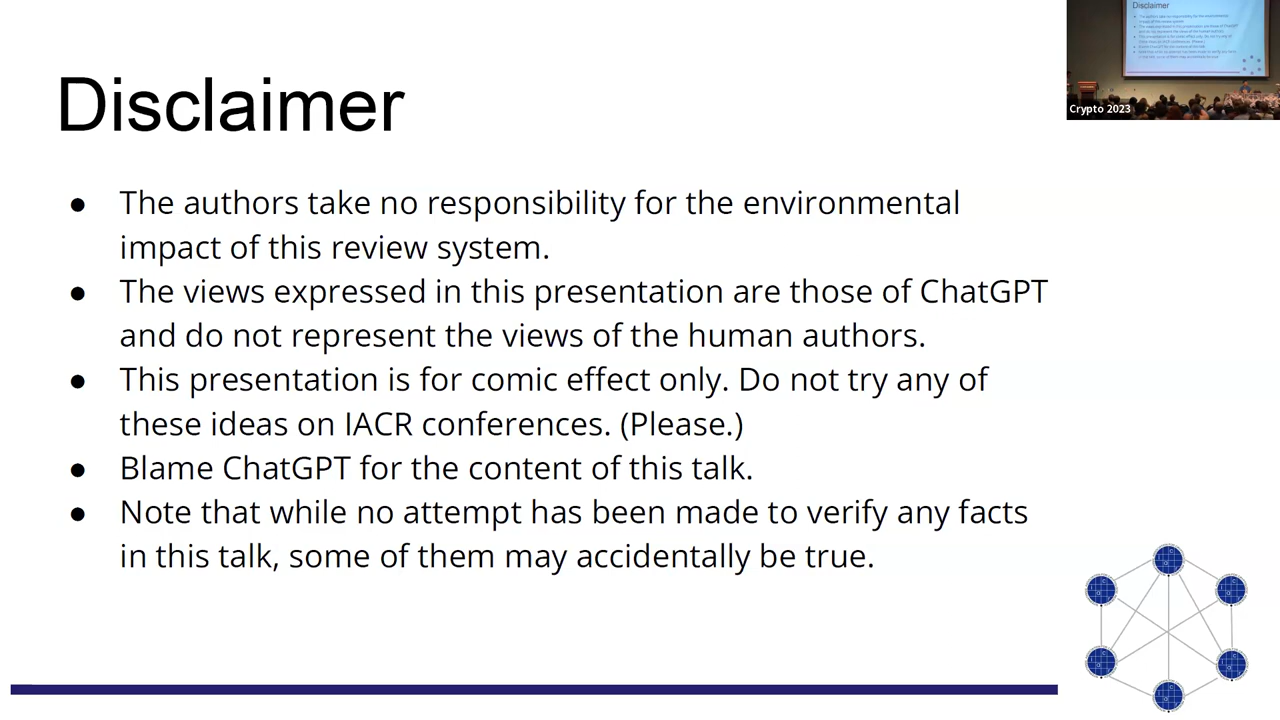 Disclaimer
● The authors take no responsibility for the environmental
impact of this review system.
● The views expressed in this presentation are those of ChatGPT
and do not represent the views of the human authors.
● This presentation is for comic effect only. Do not try any of
these ideas on IACR conferences. (Please.)
● Blame ChatGPT for the content of this talk.
● Note that while no attempt has been made to verify any facts
in this talk, some of them may accidentally be true.
Disclaimer
Crypto 2023